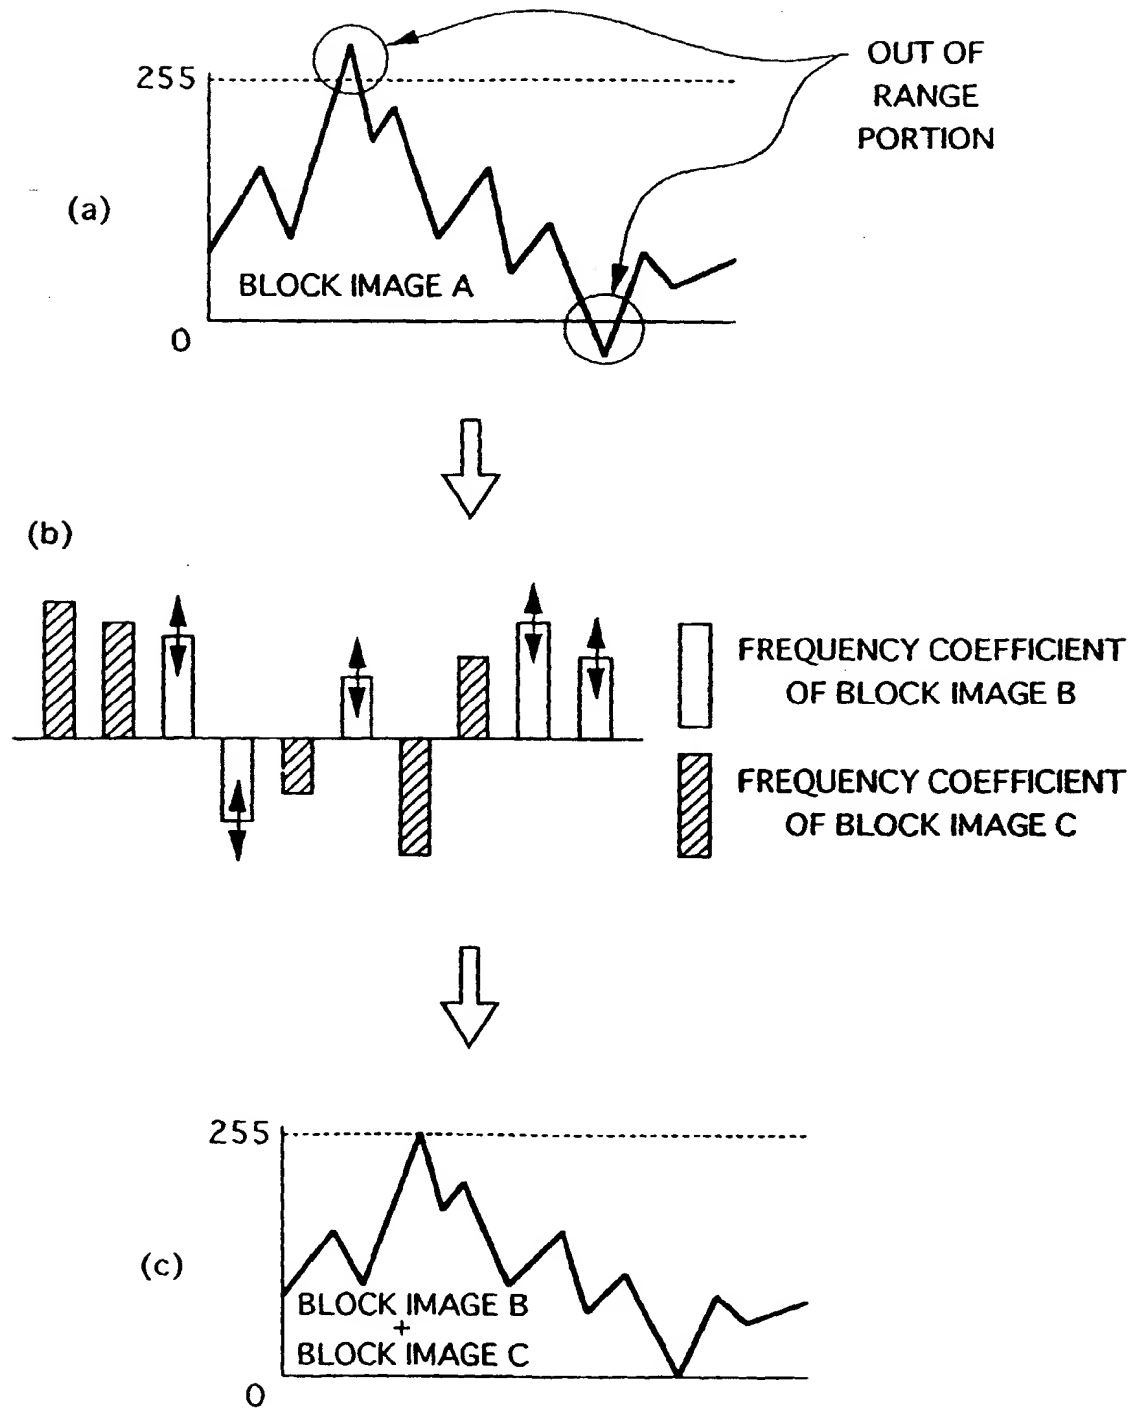 OUT OF
RANGE
PORTION
255
(a)
BLOCK IMAGE A
0
(b)
FREQUENCY COEFFICIENT
OF BLOCK IMAGE B
FREQUENCY COEFFICIENT
OF BLOCK IMAGE C
255
(c)
BLOCK IMAGE B
+
BLOCK IMAGE C
0